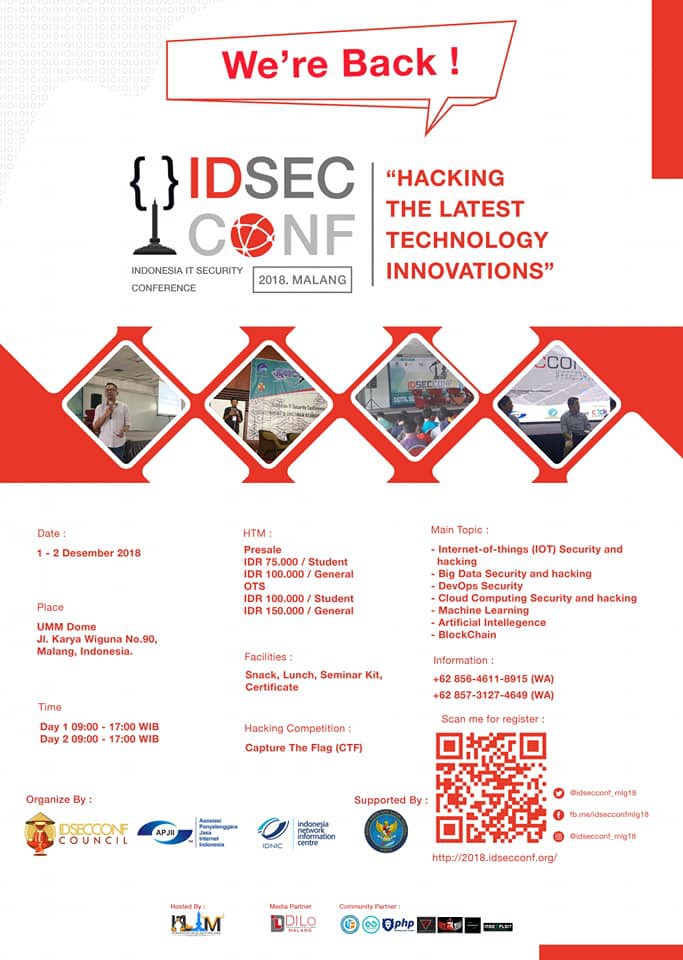 We're Back !
IDSEC
CONF
INDONESIA IT SECURITY
CONFERENCE
2018. MALANG
“HACKING
THE LATEST
TECHNOLOGY
INNOVATIONS”
IDSECCONF
Date :
1 - 2 Desember 2018
Place
UMM Dome
Jl. Karya Wiguna No.90,
Malang, Indonesia.
Time
Day 1 09:00 - 17:00 WIB
Day 2 09:00 - 17:00 WIB
HTM :
Presale
IDR 75.000 / Student
IDR 100.000 / General
OTS
IDR 100.000 / Student
IDR 150.000 / General
Facilities :
Snack, Lunch, Seminar Kit,
Certificate
Hacking Competition :
Capture The Flag (CTF)
Main Topic :
- Internet-of-things (IOT) Security and
hacking
- Big Data Security and hacking
- DevOps Security
- Cloud Computing Security and hacking
- Machine Learning
- Artificial Intellegence
- BlockChain
Information :
+62 856-4611-8915 (WA)
+62 857-3127-4649 (WA)
Scan me for register :
@idsecconf_mlg18
fb.me/idsecconfmlg18
@idsecconf_mlg18
http://2018.idsecconf.org/
Organize By :
IDSECCONF
COUNCIL
APJII
Asosiasi
Penyelenggara
Jasa
Internet
Indonesia
IDNIC
indonesia
network
information
centre
Supported By :
Hosted By :
Media Partner
DILo
MALANG
Community Partner :
php